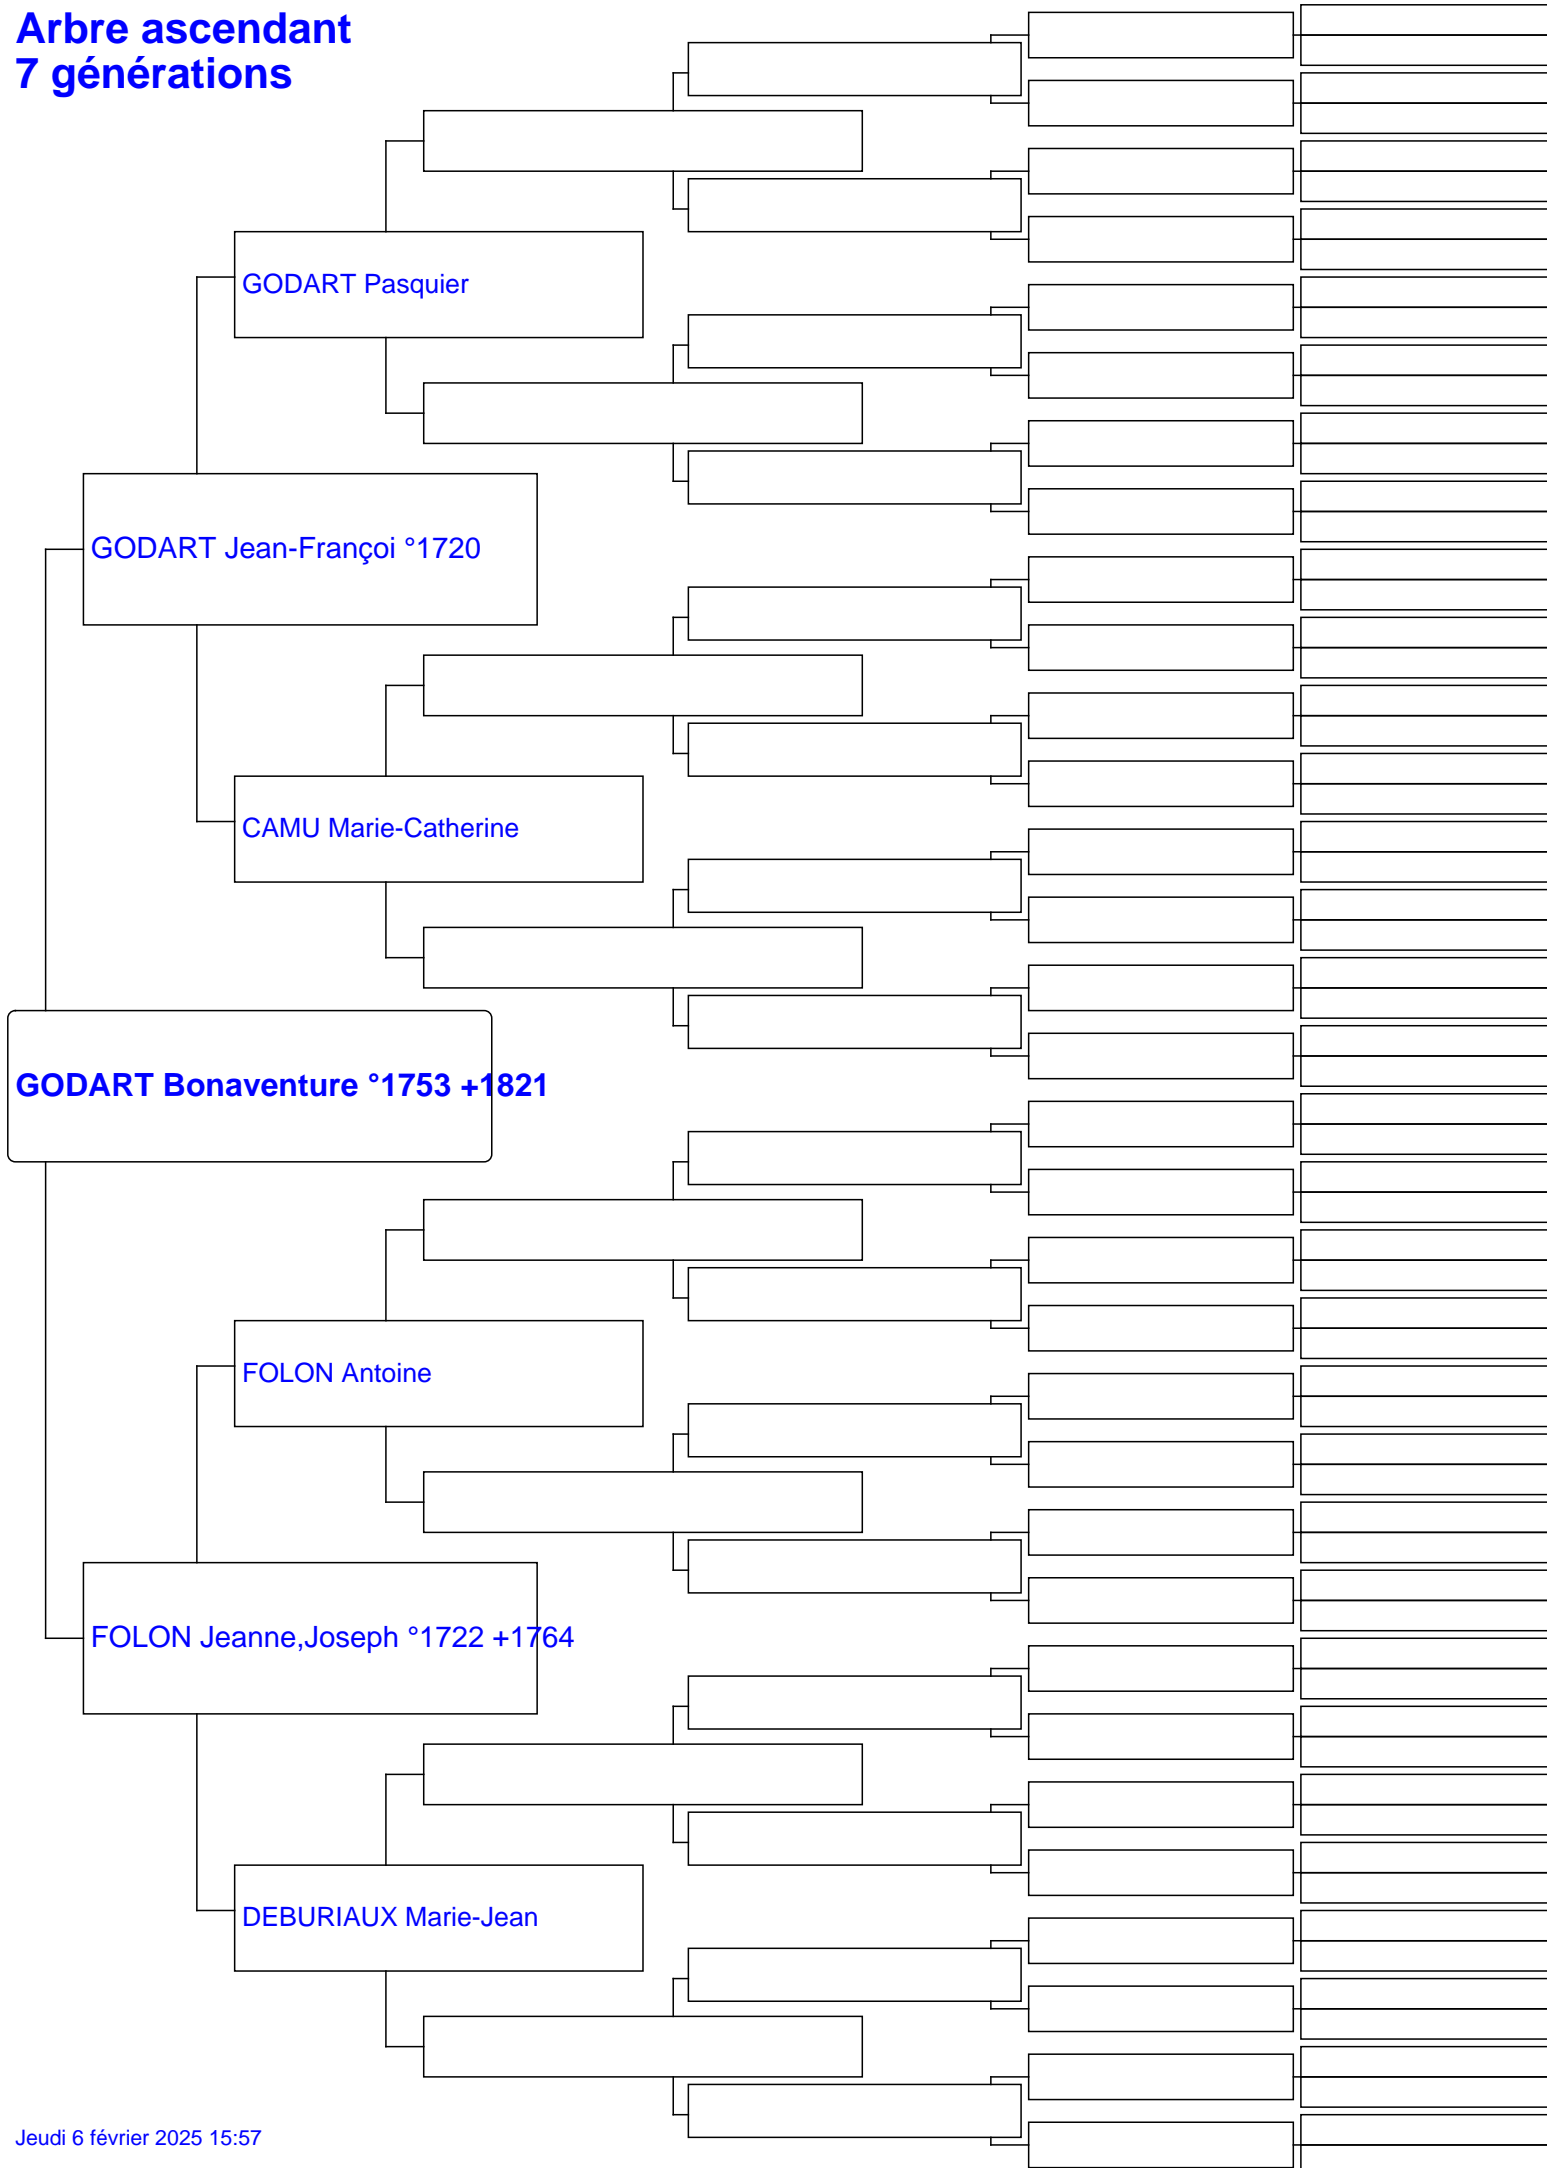 Arbre ascendant
7 générations
GODART Pasquier
GODART Jean-Françoi °1720
CAMU Marie-Catherine
GODART Bonaventure °1753 +1821
FOLON Antoine
FOLON Jeanne,Joseph °1722 +1764
DEBURIAUX Marie-Jean
Jeudi 6 février 2025 15:57